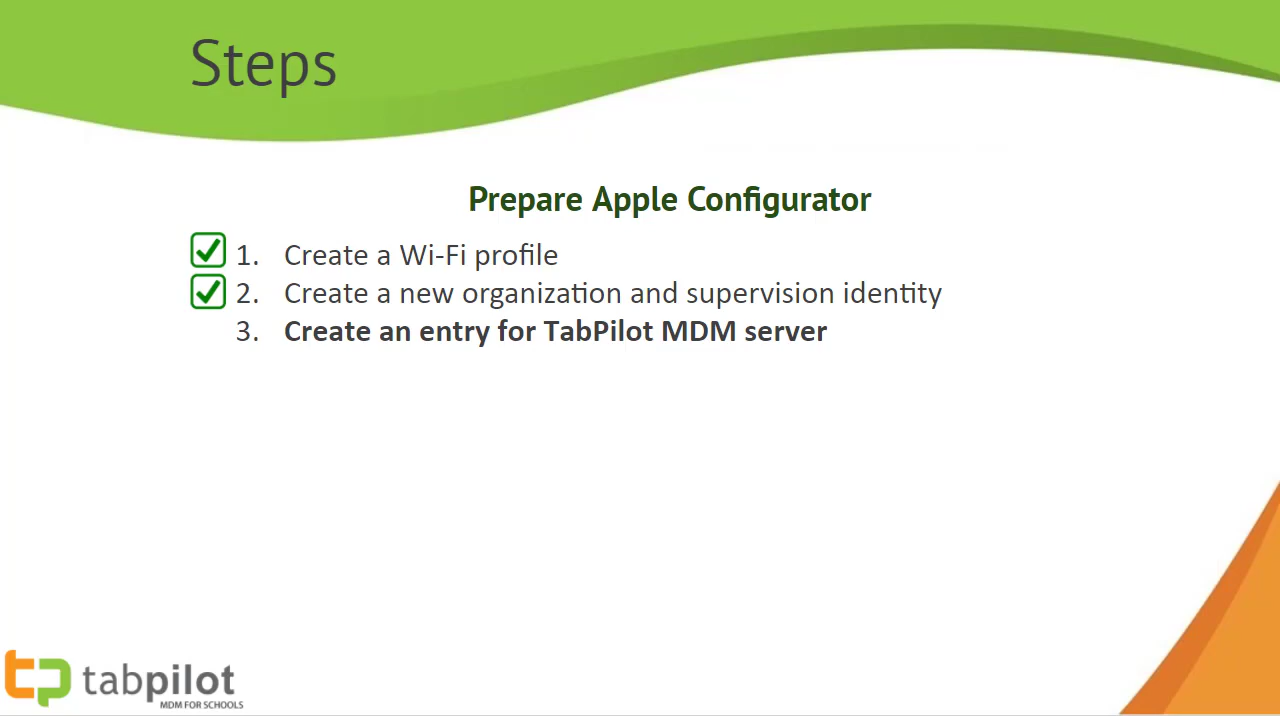 Steps
Prepare Apple Configurator
1. Create a Wi-Fi profile
2. Create a new organization and supervision identity
3. Create an entry for TabPilot MDM server
tabpilot
MDM FOR SCHOOLS